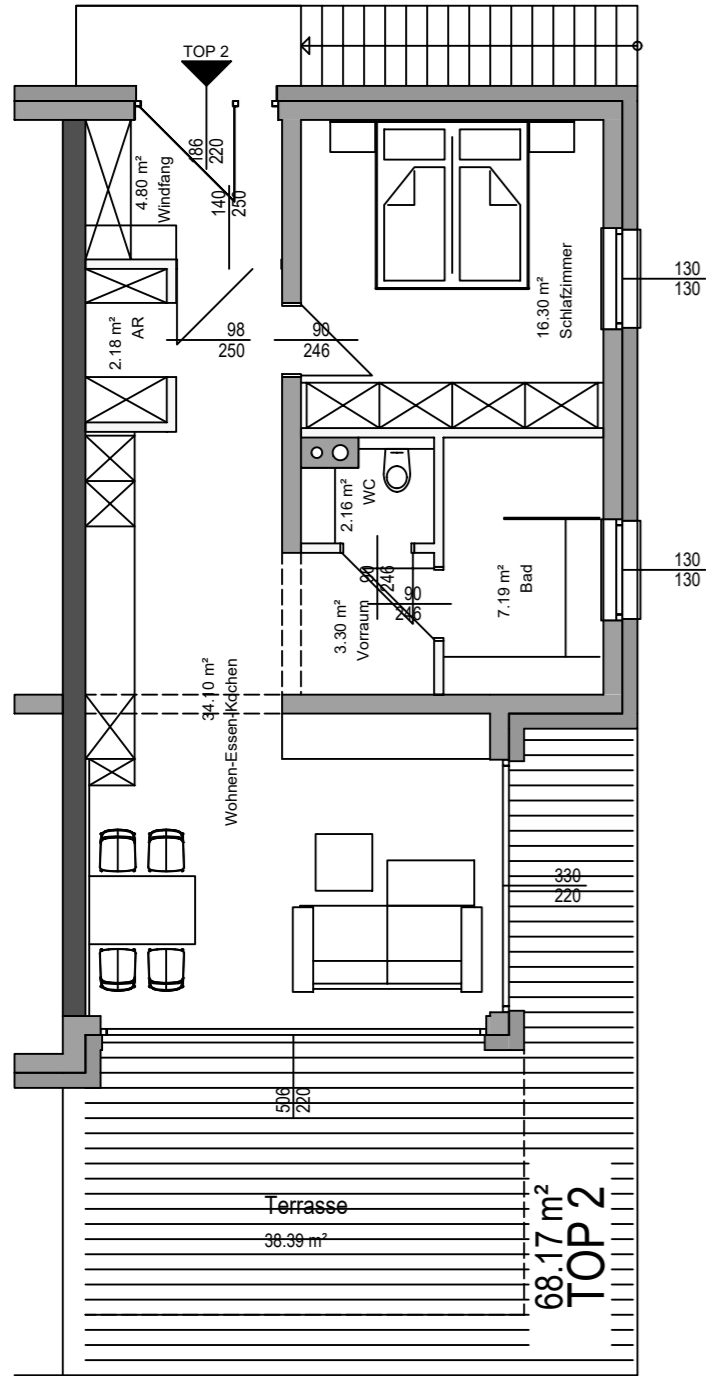 TOP 2
186
220
140
250
4.80 m²
Windfang
2.18 m²
AR
98
250
90
246
16.30 m²
Schlafzimmer
130
130
2.16 m²
WC
90
246
90
246
3.30 m²
Vorraum
7.19 m²
Bad
130
130
34.10 m²
Wohnen-Essen-Kochen
330
220
506
220
Terrasse
38.39 m²
68.17 m²
TOP 2